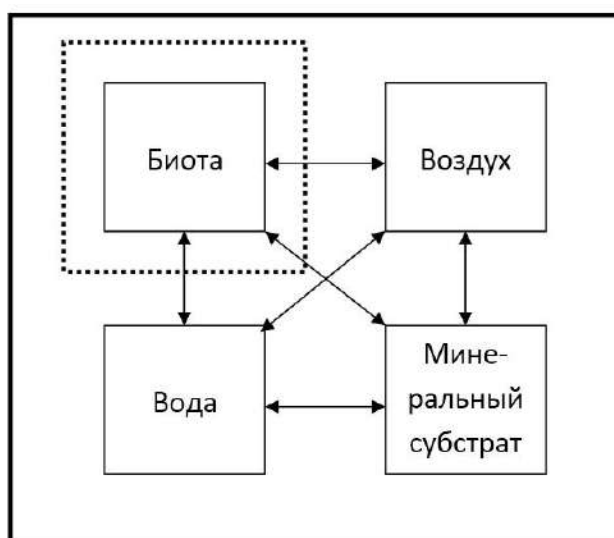 Биота
Воздух
Вода
Мине-
ральный
субстрат